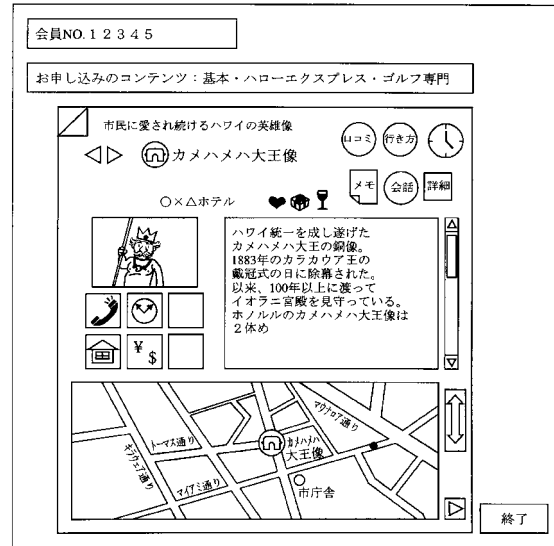 会員NO.12345
お申し込みのコンテンツ：基本・ハローエクスプレス・ゴルフ専門
市民に愛され続けるハワイの英雄像
カメハメハ大王像
口コミ
行き方
○×△ホテル
メモ
会話
詳細
ハワイ統一を成し遂げた
カメハメハ大王の銅像。
1883年のカラカウア王の
戴冠式の日に除幕された。
以来、100年以上に渡って
イオラニ宮殿を見守っている。
ホノルルのカメハメハ大王像は
2体め
¥
$
マウナロア通り
トーマス通り
カメハメハ
大王像
キラウェア通り
マイアミ通り
市庁舎
終了